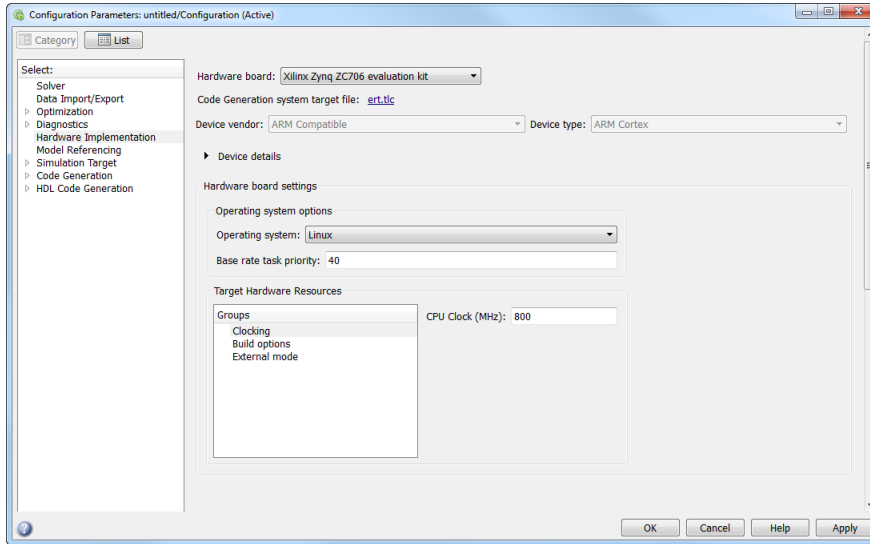 Configuration Parameters: untitled/Configuration (Active)
Category List
Select:
Solver
Data Import/Export
Optimization
Diagnostics
Hardware Implementation
Model Referencing
Simulation Target
Code Generation
HDL Code Generation
Hardware board: Xilinx Zynq ZC706 evaluation kit
Code Generation system target file: ert.tlc
Device vendor: ARM Compatible Device type: ARM Cortex
Device details
Hardware board settings
Operating system options
Operating system: Linux
Base rate task priority: 40
Target Hardware Resources
Groups
Clocking
Build options
External mode
CPU Clock (MHz): 800
OK Cancel Help Apply